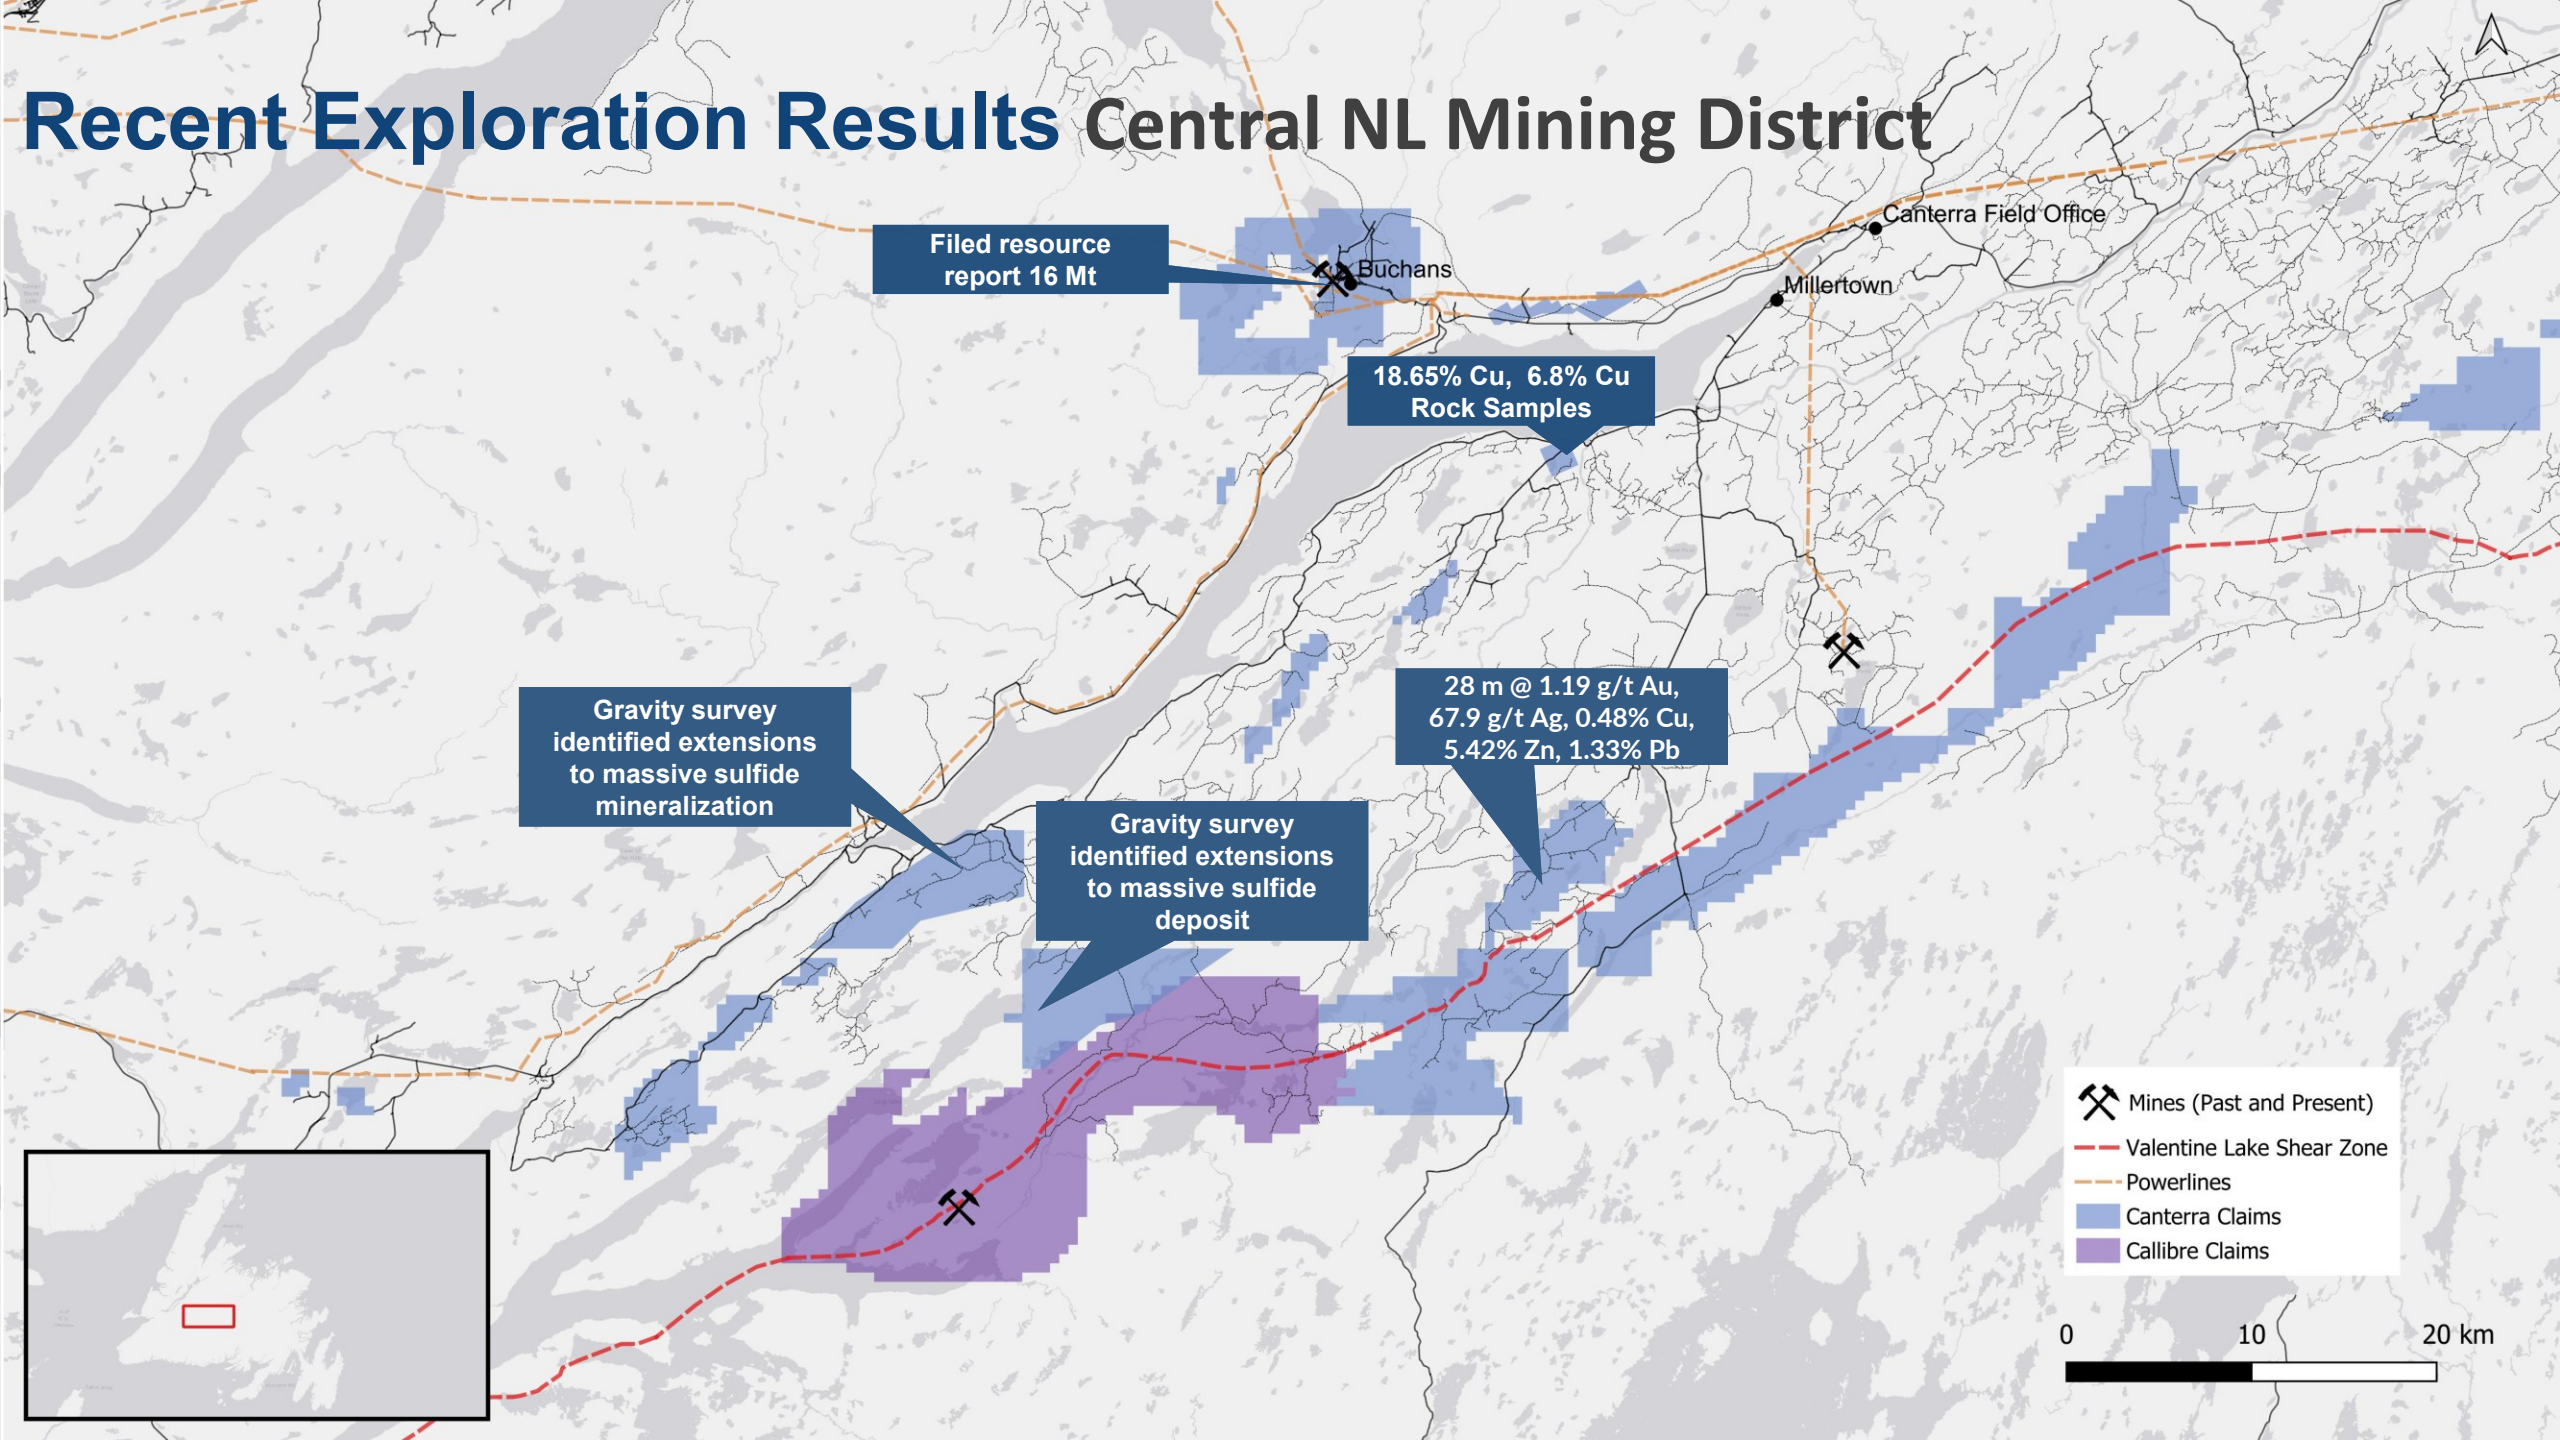 Recent Exploration Results Central NL Mining District
Canterra Field Office
Filed resource
report 16 Mt
Buchans
Millertown
18.65% Cu, 6.8% Cu
Rock Samples
28 m @ 1.19 g/t Au,
67.9 g/t Ag, 0.48% Cu,
5.42% Zn, 1.33% Pb
Gravity survey
identified extensions
to massive sulfide
mineralization
Gravity survey
identified extensions
to massive sulfide
deposit
Mines (Past and Present)
Valentine Lake Shear Zone
Powerlines
Canterra Claims
Callibre Claims
0 10 20 km